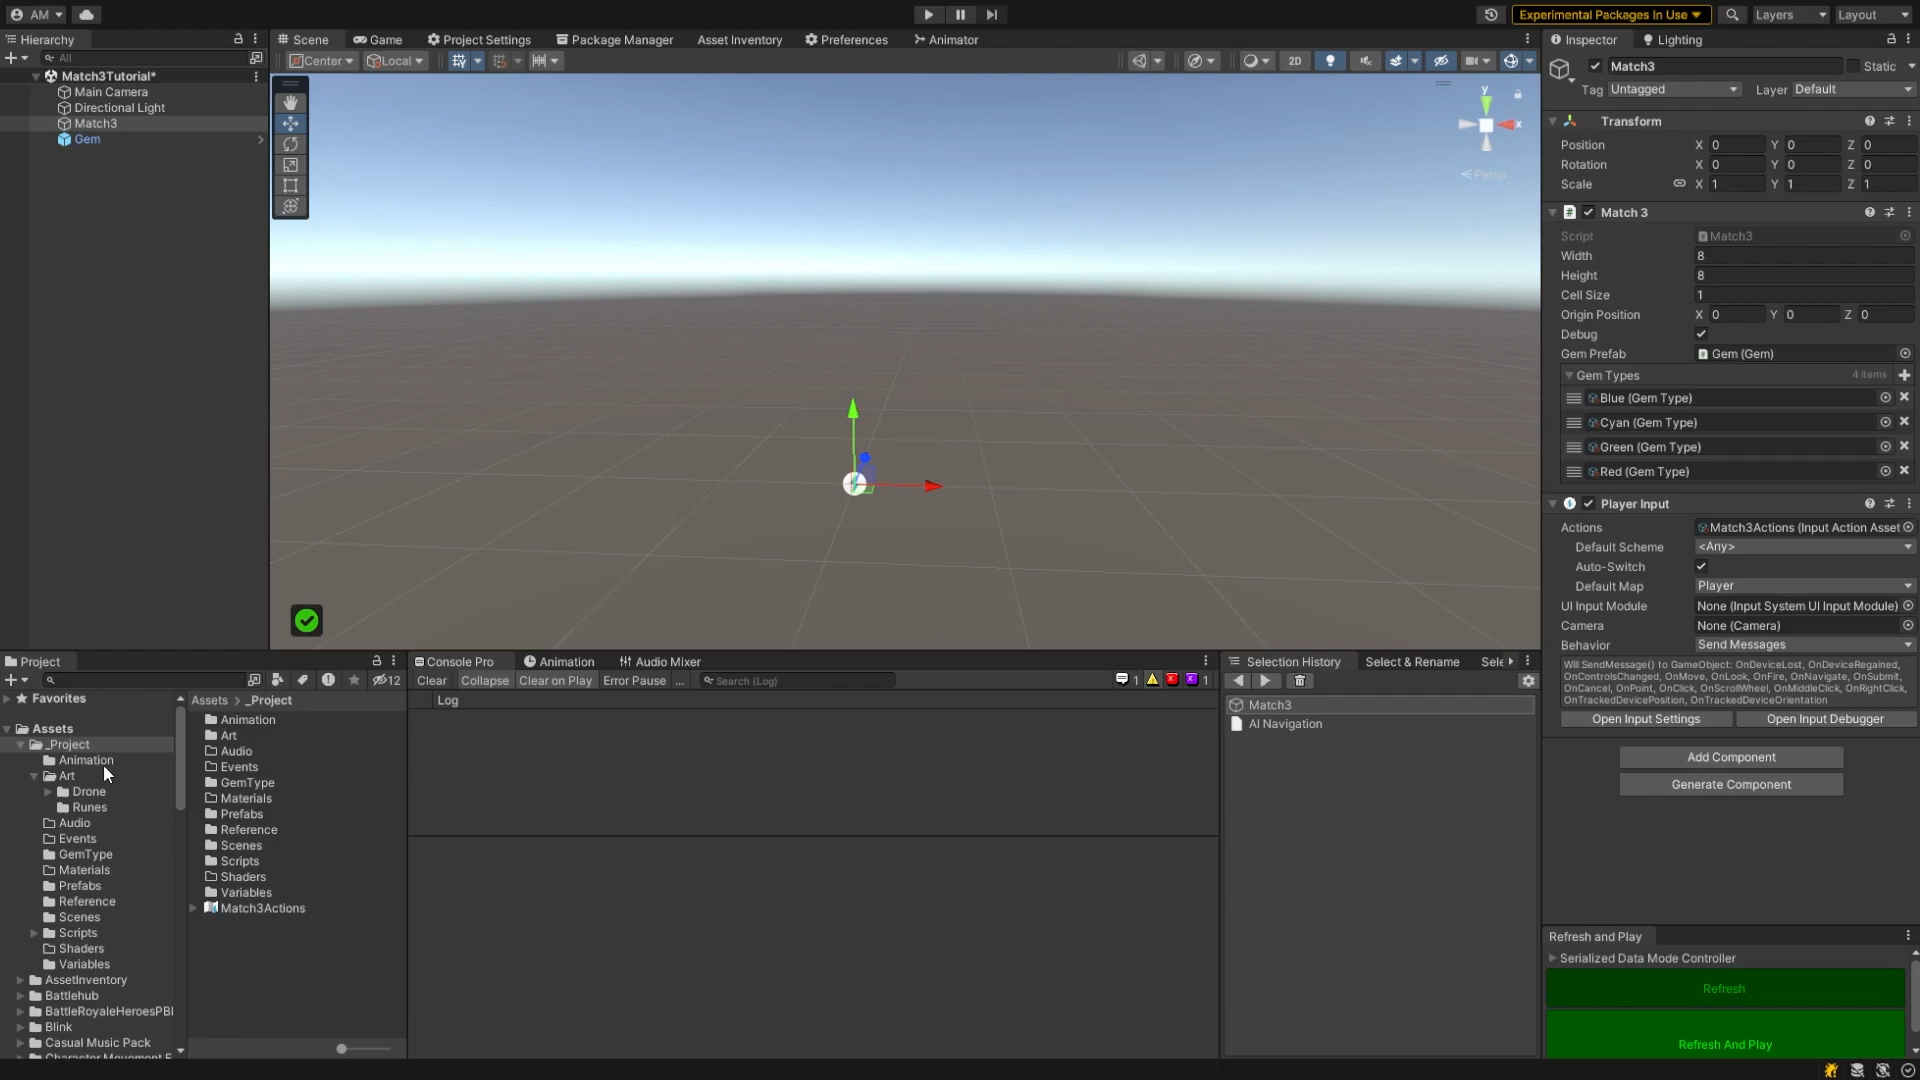 AM
Experimental Packages In Use
Layers
Layout
Hierarchy
All
Match3Tutorial*
Main Camera
Directional Light
Match3
Gem
Scene
Game
Project Settings
Package Manager
Asset Inventory
Preferences
Animator
Center
Local
2D
y
x
Persp
Inspector
Lighting
Match3
Static
Tag Untagged Layer Default
Transform
Position X 0 Y 0 Z 0
Rotation X 0 Y 0 Z 0
Scale X 1 Y 1 Z 1
Match 3
Script Match3
Width 8
Height 8
Cell Size 1
Origin Position X 0 Y 0 Z 0
Debug
Gem Prefab Gem (Gem)
Gem Types 4 items
Blue (Gem Type)
Cyan (Gem Type)
Green (Gem Type)
Red (Gem Type)
Player Input
Actions Match3Actions (Input Action Asset
Default Scheme <Any>
Auto-Switch
Default Map Player
UI Input Module None (Input System UI Input Module)
Camera None (Camera)
Behavior Send Messages
Will SendMessage() to GameObject: OnDeviceLost, OnDeviceRegained,
OnControlsChanged, OnMove, OnLook, OnFire, OnNavigate, OnSubmit,
OnCancel, OnPoint, OnClick, OnScrollWheel, OnMiddleClick, OnRightClick,
OnTrackedDevicePosition, OnTrackedDeviceOrientation
Open Input Settings Open Input Debugger
Add Component
Generate Component
Refresh and Play
Serialized Data Mode Controller
Refresh
Refresh And Play
Project
12
Favorites
Assets
_Project
Animation
Art
Drone
Runes
Audio
Events
GemType
Materials
Prefabs
Reference
Scenes
Scripts
Shaders
Variables
AssetInventory
Battlehub
BattleRoyaleHeroesPBI
Blink
Casual Music Pack
Character Movement F
Assets > _Project
Animation
Art
Audio
Events
GemType
Materials
Prefabs
Reference
Scenes
Scripts
Shaders
Variables
Match3Actions
Console Pro
Animation
Audio Mixer
Clear Collapse Clear on Play Error Pause ... Search (Log) 1 1
Log
Selection History
Select & Rename
Sele
Match3
AI Navigation